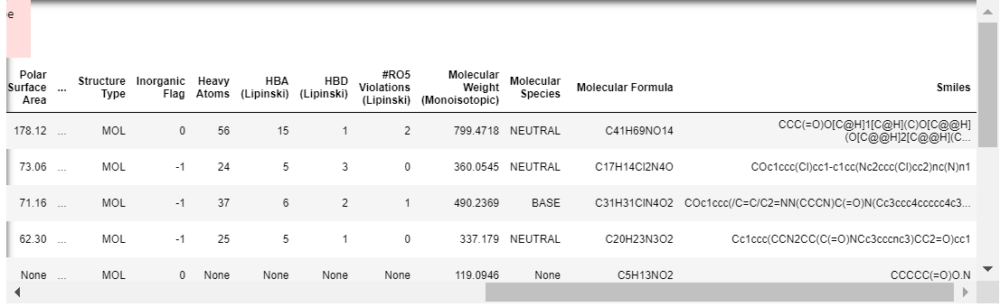 e
Polar Surface Area ... Structure Type Inorganic Flag Heavy Atoms HBA (Lipinski) HBD (Lipinski) #RO5 Violations (Lipinski) Molecular Weight (Monoisotopic) Molecular Species Molecular Formula Smiles
178.12 ... MOL 0 56 15 1 2 799.4718 NEUTRAL C41H69NO14 CCC(=O)O[C@H]1[C@H](C)O[C@@H]
(O[C@@H]2[C@@H](C...
73.06 ... MOL -1 24 5 3 0 360.0545 NEUTRAL C17H14Cl2N4O COc1ccc(Cl)cc1-c1cc(Nc2ccc(Cl)cc2)nc(N)n1
71.16 ... MOL -1 37 6 2 1 490.2369 BASE C31H31ClN4O2 COc1ccc(/C=C/C2=NN(CCCN)C(=O)N(Cc3ccc4ccccc4c3...
62.30 ... MOL -1 25 5 1 0 337.179 NEUTRAL C20H23N3O2 Cc1ccc(CCN2CC(C(=O)NCc3cccnc3)CC2=O)cc1
None ... MOL 0 None None None None 119.0946 None C5H13NO2 CCCCC(=O)O.N